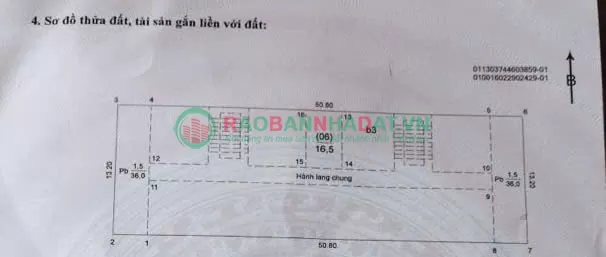 4. Sơ đồ thửa đất, tài sản gắn liền với đất:
011303744603859-01
010016022902429-01
B
3 4 50.80 5 6
RAOBANNHADAT.VN
16 13 b3
(06)
16,5
13.20 Pb 1,5 12 15 14 10 Pb 1,5 13.20
36,0 11 Hành lang chung 9 36,0
2 1 50.80 8 7